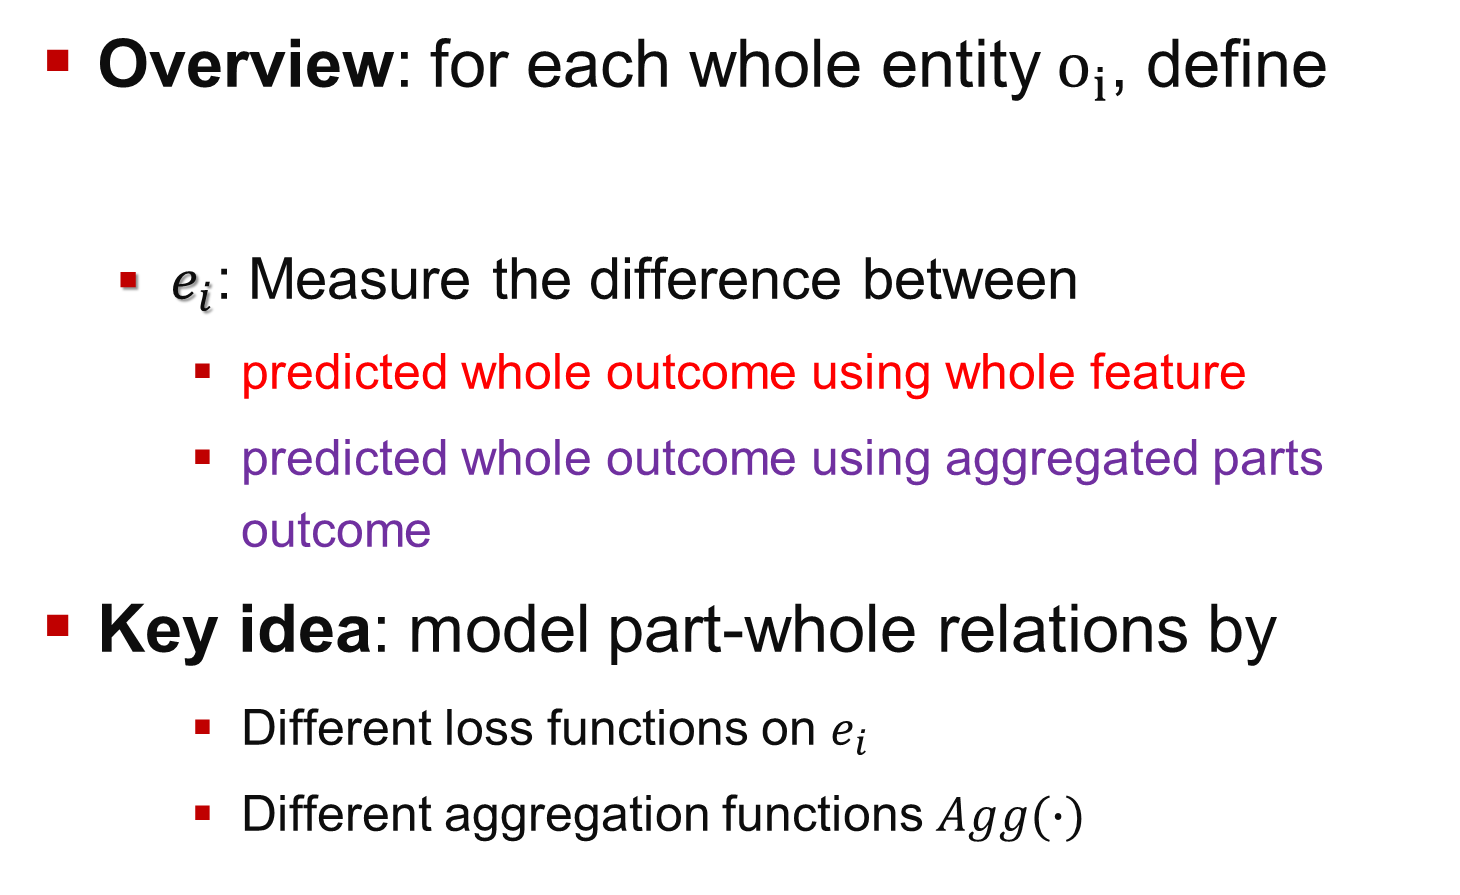 ▪ Overview: for each whole entity oᵢ, define
▪ 𝑒ᵢ: Measure the difference between
▪ predicted whole outcome using whole feature
▪ predicted whole outcome using aggregated parts
outcome
▪ Key idea: model part-whole relations by
▪ Different loss functions on 𝑒ᵢ
▪ Different aggregation functions 𝐴𝑔𝑔(·)